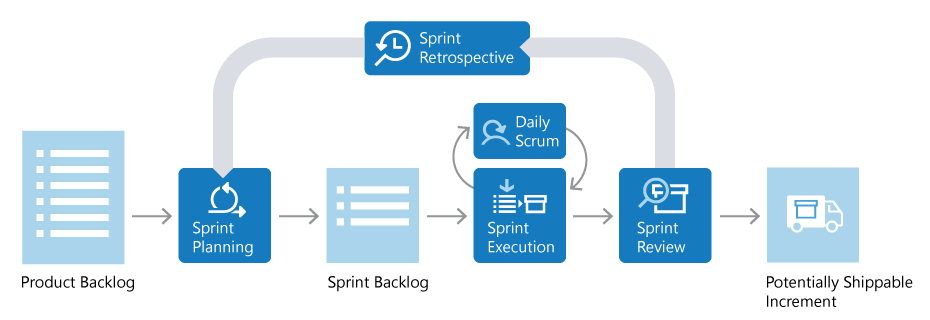 Sprint
Retrospective
Daily
Scrum
Sprint
Planning
Sprint
Execution
Sprint
Review
Product Backlog
Sprint Backlog
Potentially Shippable
Increment